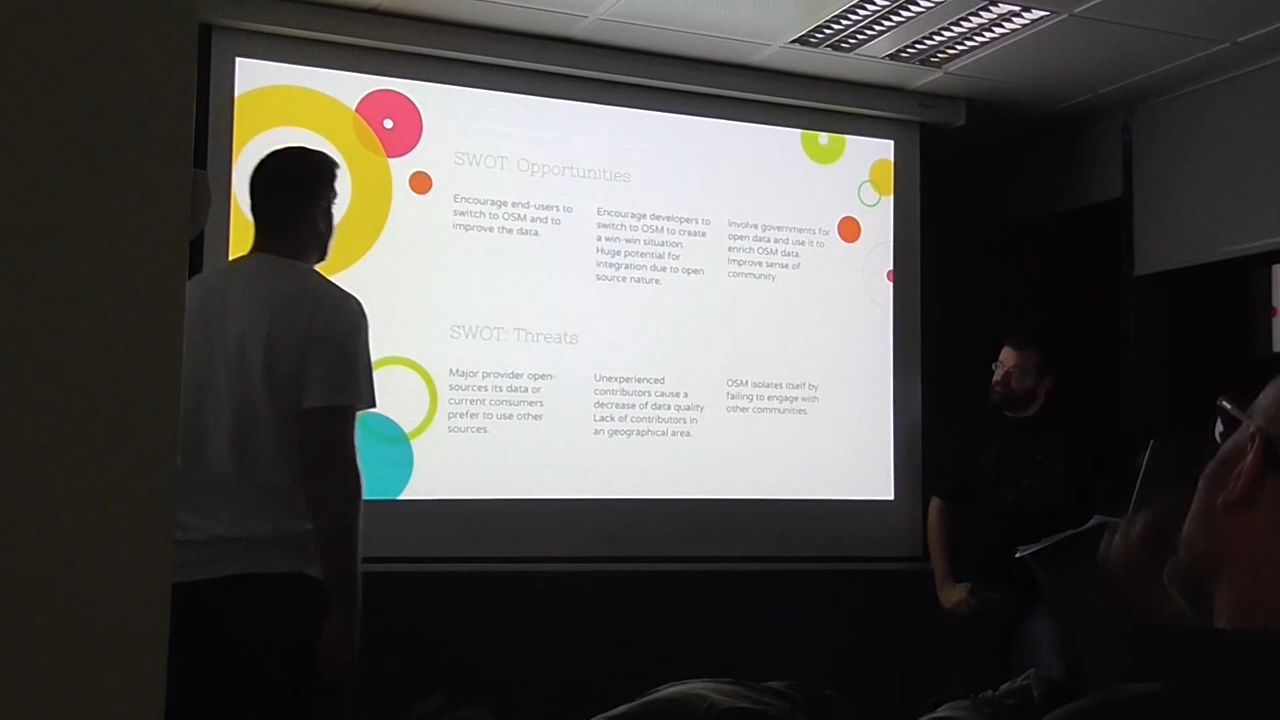 SWOT: Opportunities
Encourage end-users to
switch to OSM and to
improve the data.
Encourage developers to
switch to OSM to create
a win-win situation.
Huge potential for
integration due to open
source nature.
Involve governments for
open data and use it to
enrich OSM data.
Improve sense of
community.
SWOT: Threats
Major provider open-
sources its data or
current consumers
prefer to use other
sources.
Unexperienced
contributors cause a
decrease of data quality
Lack of contributors in
an geographical area.
OSM isolates itself by
failing to engage with
other communities.